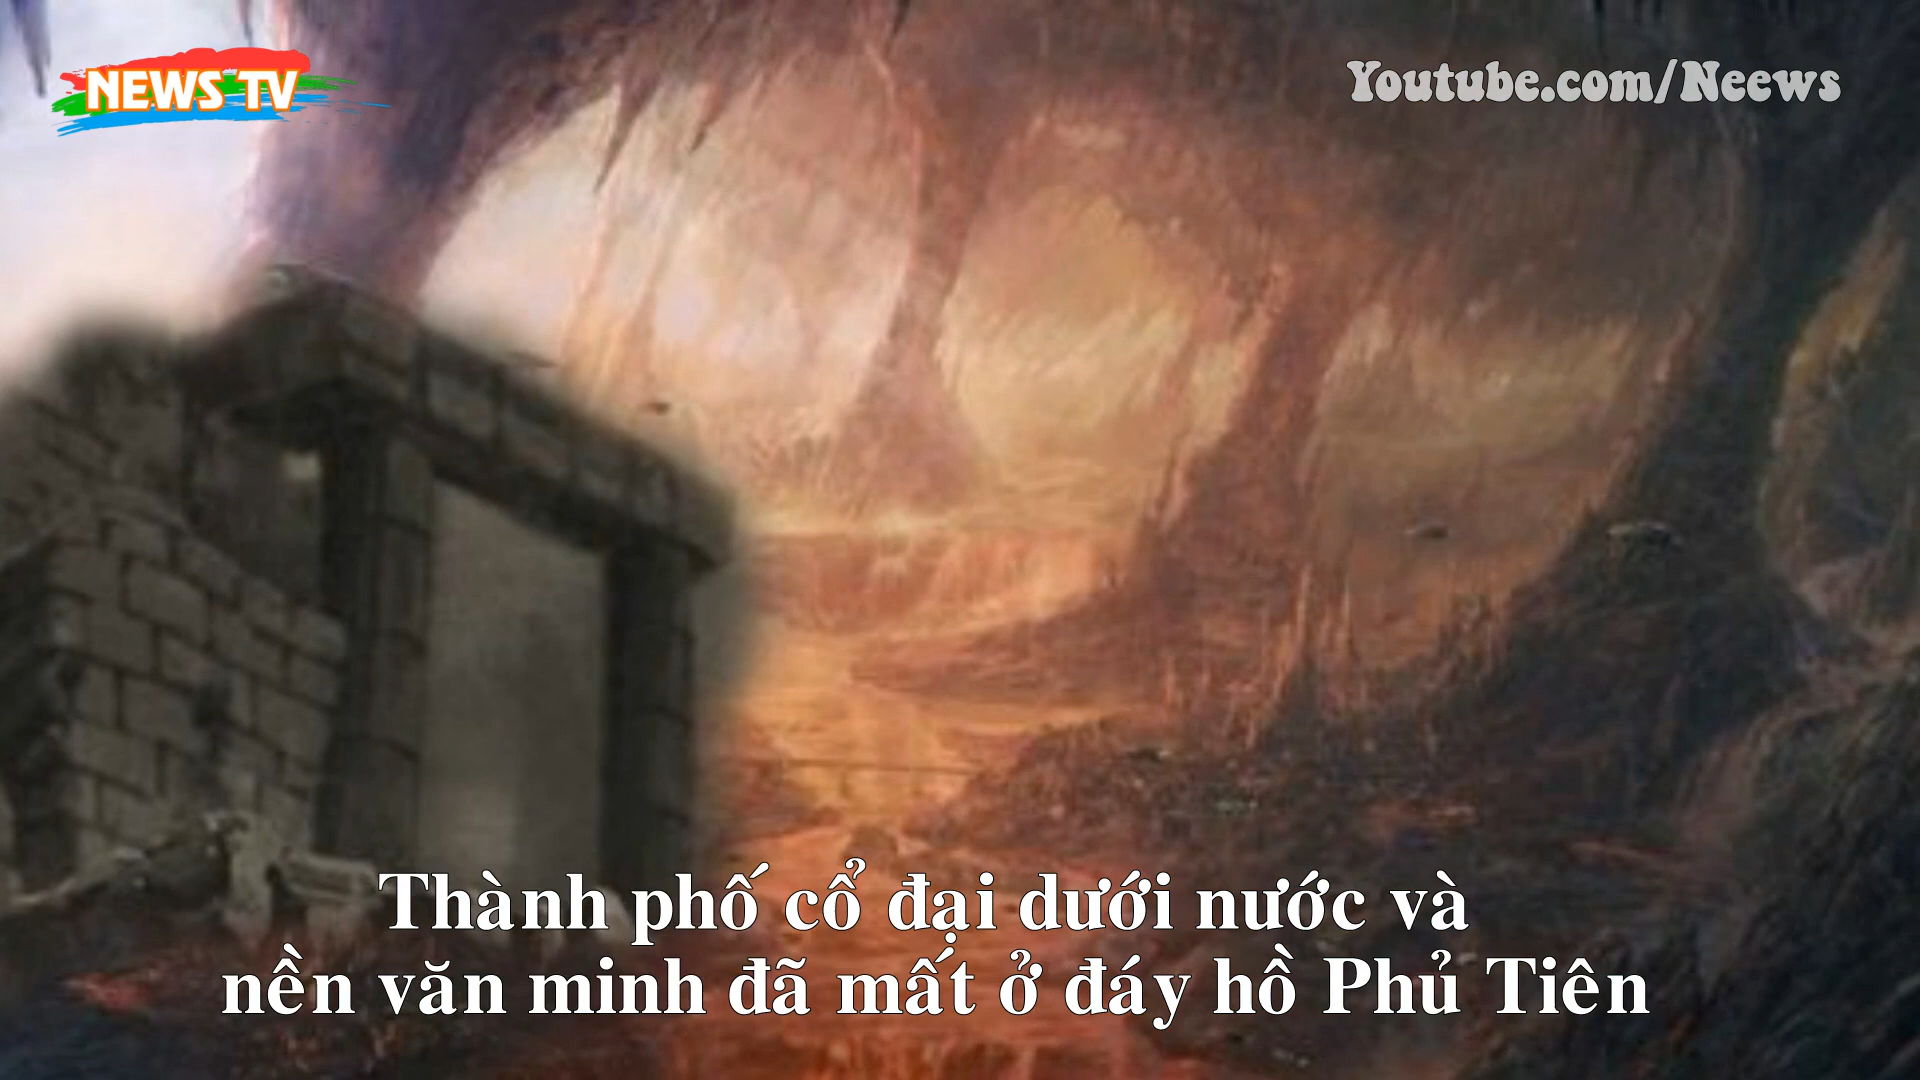 NEWS TV
Youtube.com/Neews
Thành phố cổ đại dưới nước và
nền văn minh đã mất ở đáy hồ Phủ Tiên